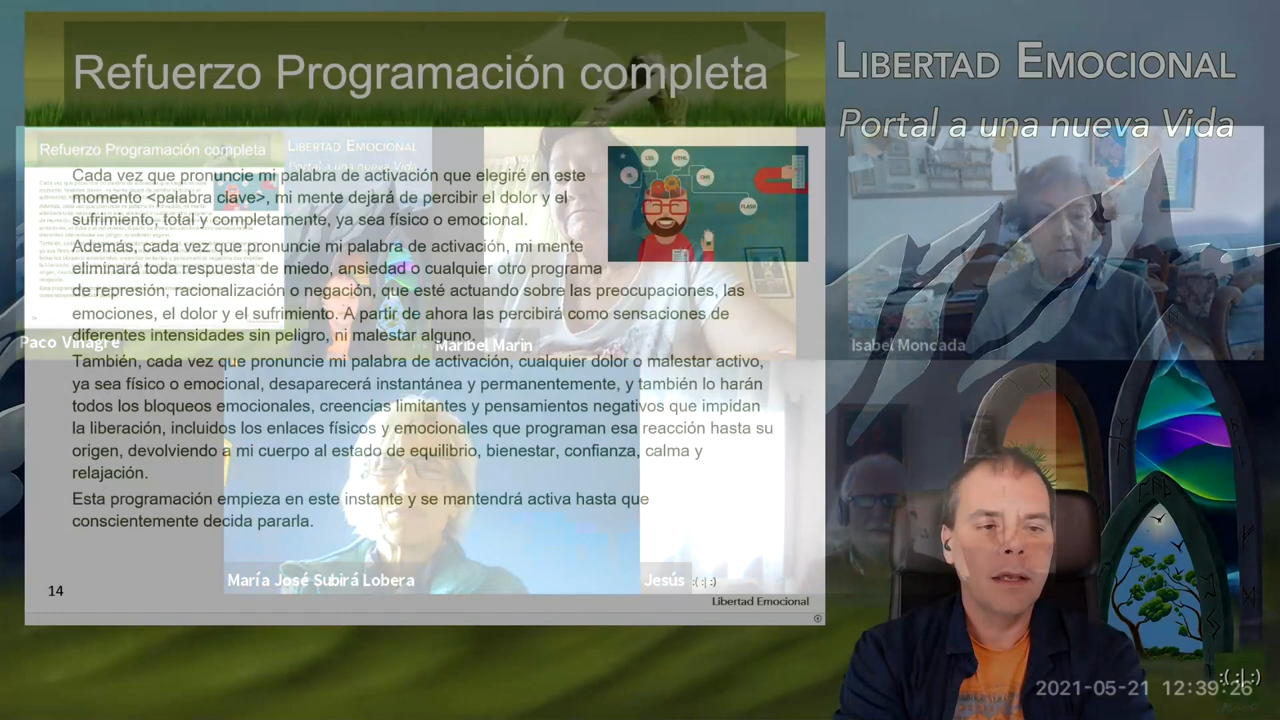 Refuerzo Programación completa
LIBERTAD EMOCIONAL
Portal a una nueva Vida
Refuerzo Programación completa
LIBERTAD EMOCIONAL
Portal a una nueva Vida
Cada vez que pronuncie mi palabra de activación que elegiré en este
momento <palabra clave>, mi mente dejará de percibir el dolor y el
sufrimiento, total y completamente, ya sea físico o emocional.
Además, cada vez que pronuncie mi palabra de activación, mi mente
eliminará toda respuesta de miedo, ansiedad o cualquier otro programa
de represión, racionalización o negación, que esté actuando sobre las preocupaciones, las
emociones, el dolor y el sufrimiento. A partir de ahora las percibirá como sensaciones de
diferentes intensidades sin peligro, ni malestar alguno.
También, cada vez que pronuncie mi palabra de activación, cualquier dolor o malestar activo,
ya sea físico o emocional, desaparecerá instantánea y permanentemente, y también lo harán
todos los bloqueos emocionales, creencias limitantes y pensamientos negativos que impidan
la liberación, incluidos los enlaces físicos y emocionales que programan esa reacción hasta su
origen, devolviendo a mi cuerpo al estado de equilibrio, bienestar, confianza, calma y
relajación.
Esta programación empieza en este instante y se mantendrá activa hasta que
conscientemente decida pararla.
CSS
HTML
FLASH
Paco Vinagre
Maribel Marin
Isabel Moncada
María José Subirá Lobera
Jesús :(:|:)
14
Libertad Emocional
:(:|:)
2021-05-21 12:39:26